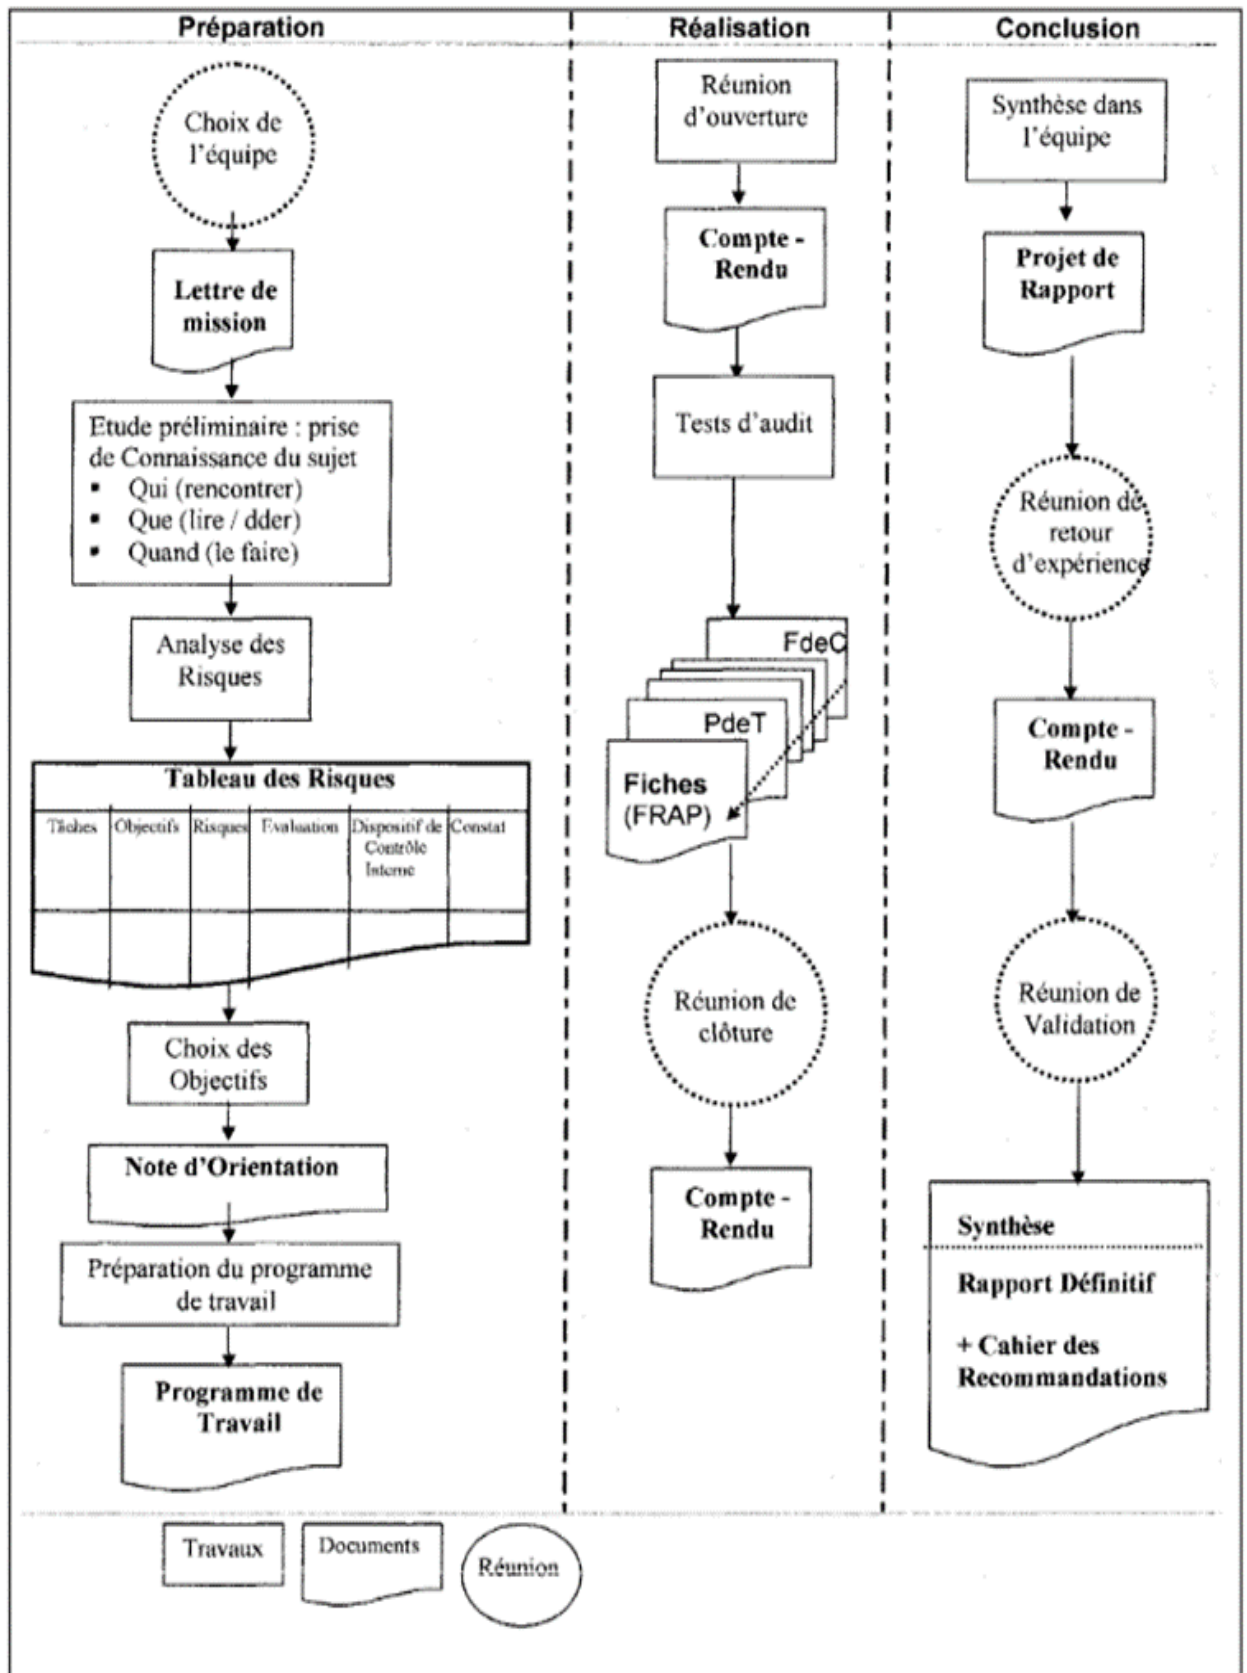 Préparation
Choix de
l'équipe
Lettre de
mission
Etude préliminaire : prise
de Connaissance du sujet
▪ Qui (rencontrer)
▪ Que (lire / dder)
▪ Quand (le faire)
Analyse des
Risques
Tableau des Risques
Tâches Objectifs Risques Evaluation Dispositif de Constat
Contrôle
Interne
Choix des
Objectifs
Note d'Orientation
Préparation du programme
de travail
Programme de
Travail
Réalisation
Réunion
d'ouverture
Compte -
Rendu
Tests d'audit
FdeC
PdeT
Fiches
(FRAP)
Réunion de
clôture
Compte -
Rendu
Conclusion
Synthèse dans
l'équipe
Projet de
Rapport
Réunion de
retour
d'expérience
Compte -
Rendu
Réunion de
Validation
Synthèse
Rapport Définitif
+ Cahier des
Recommandations
Travaux
Documents
Réunion